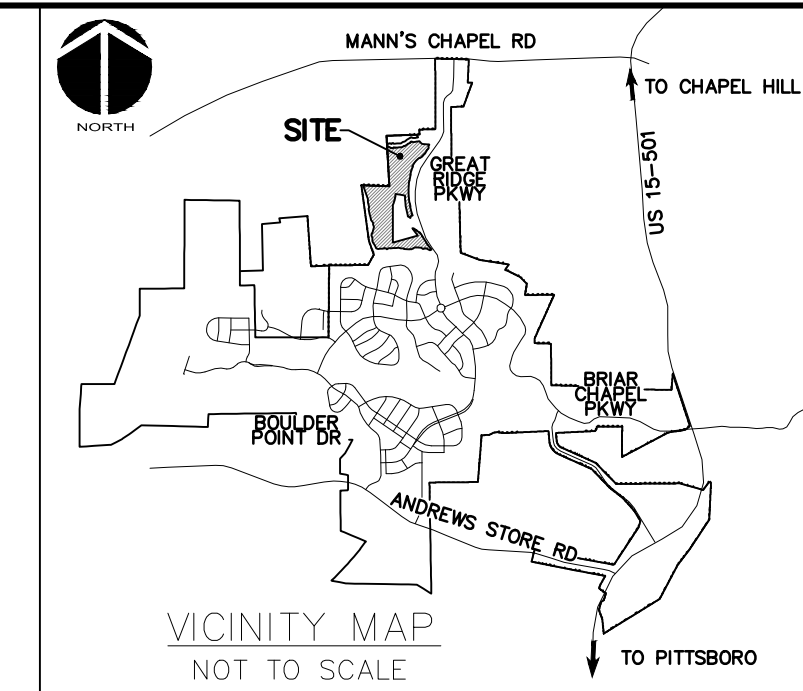 MANN'S CHAPEL RD
TO CHAPEL HILL
NORTH
SITE
GREAT
RIDGE
PKWY
US 15-501
BRIAR
CHAPEL
PKWY
BOULDER
POINT DR
ANDREWS STORE RD
VICINITY MAP
NOT TO SCALE
TO PITTSBORO